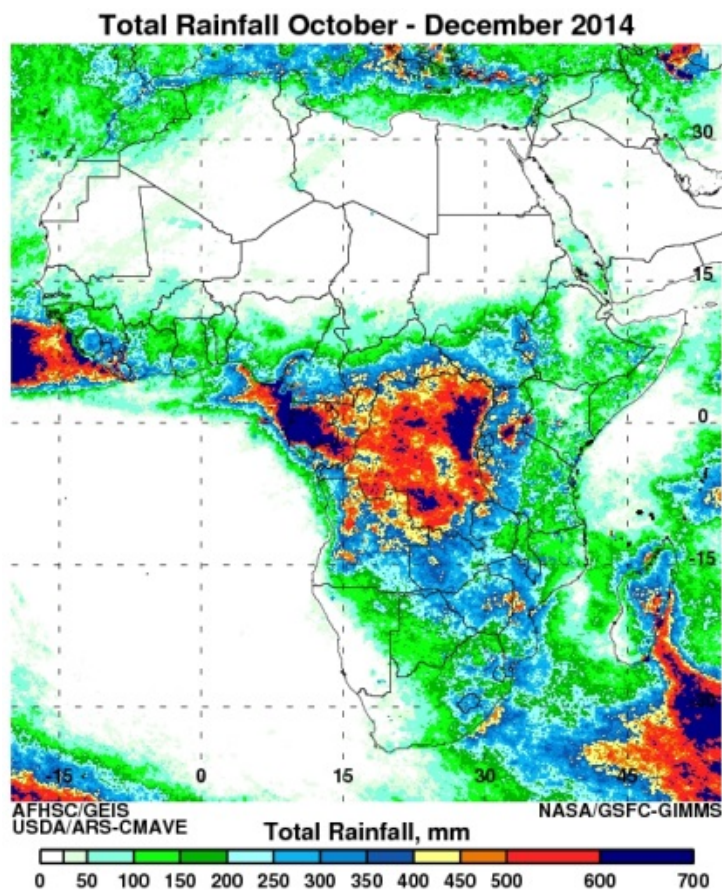 Total Rainfall October - December 2014
30
15
0
-15
-15 0 15 30 45
AFHSC/GEIS NASA/GSFC-GIMMS
USDA/ARS-CMAVE
Total Rainfall, mm
0 50 100 150 200 250 300 350 400 450 500 600 700